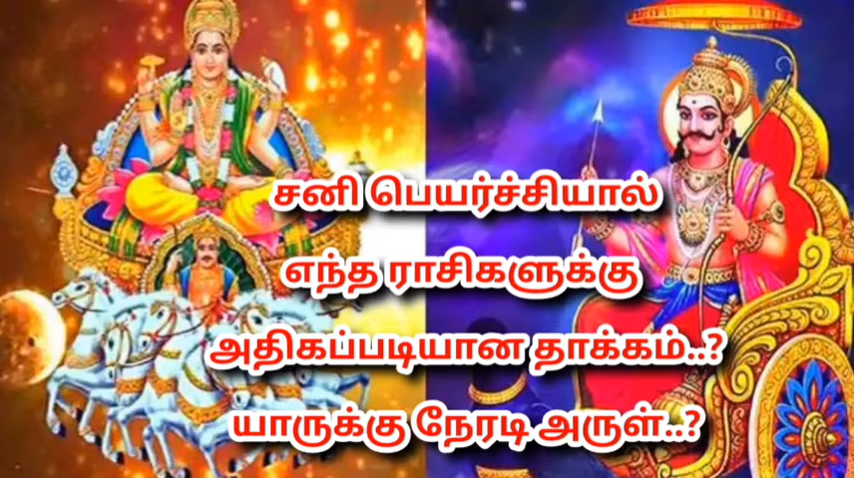 சனி பெயர்ச்சியால்
எந்த ராசிகளுக்கு
அதிகப்படியான தாக்கம்..?
யாருக்கு நேரடி அருள்..?